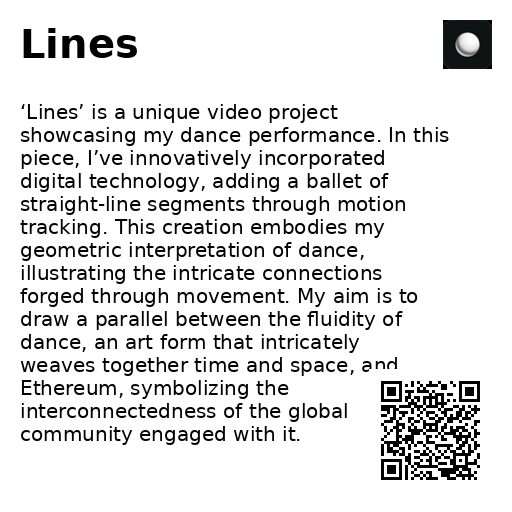 Lines
‘Lines’ is a unique video project
showcasing my dance performance. In this
piece, I’ve innovatively incorporated
digital technology, adding a ballet of
straight-line segments through motion
tracking. This creation embodies my
geometric interpretation of dance,
illustrating the intricate connections
forged through movement. My aim is to
draw a parallel between the fluidity of
dance, an art form that intricately
weaves together time and space, and
Ethereum, symbolizing the
interconnectedness of the global
community engaged with it.